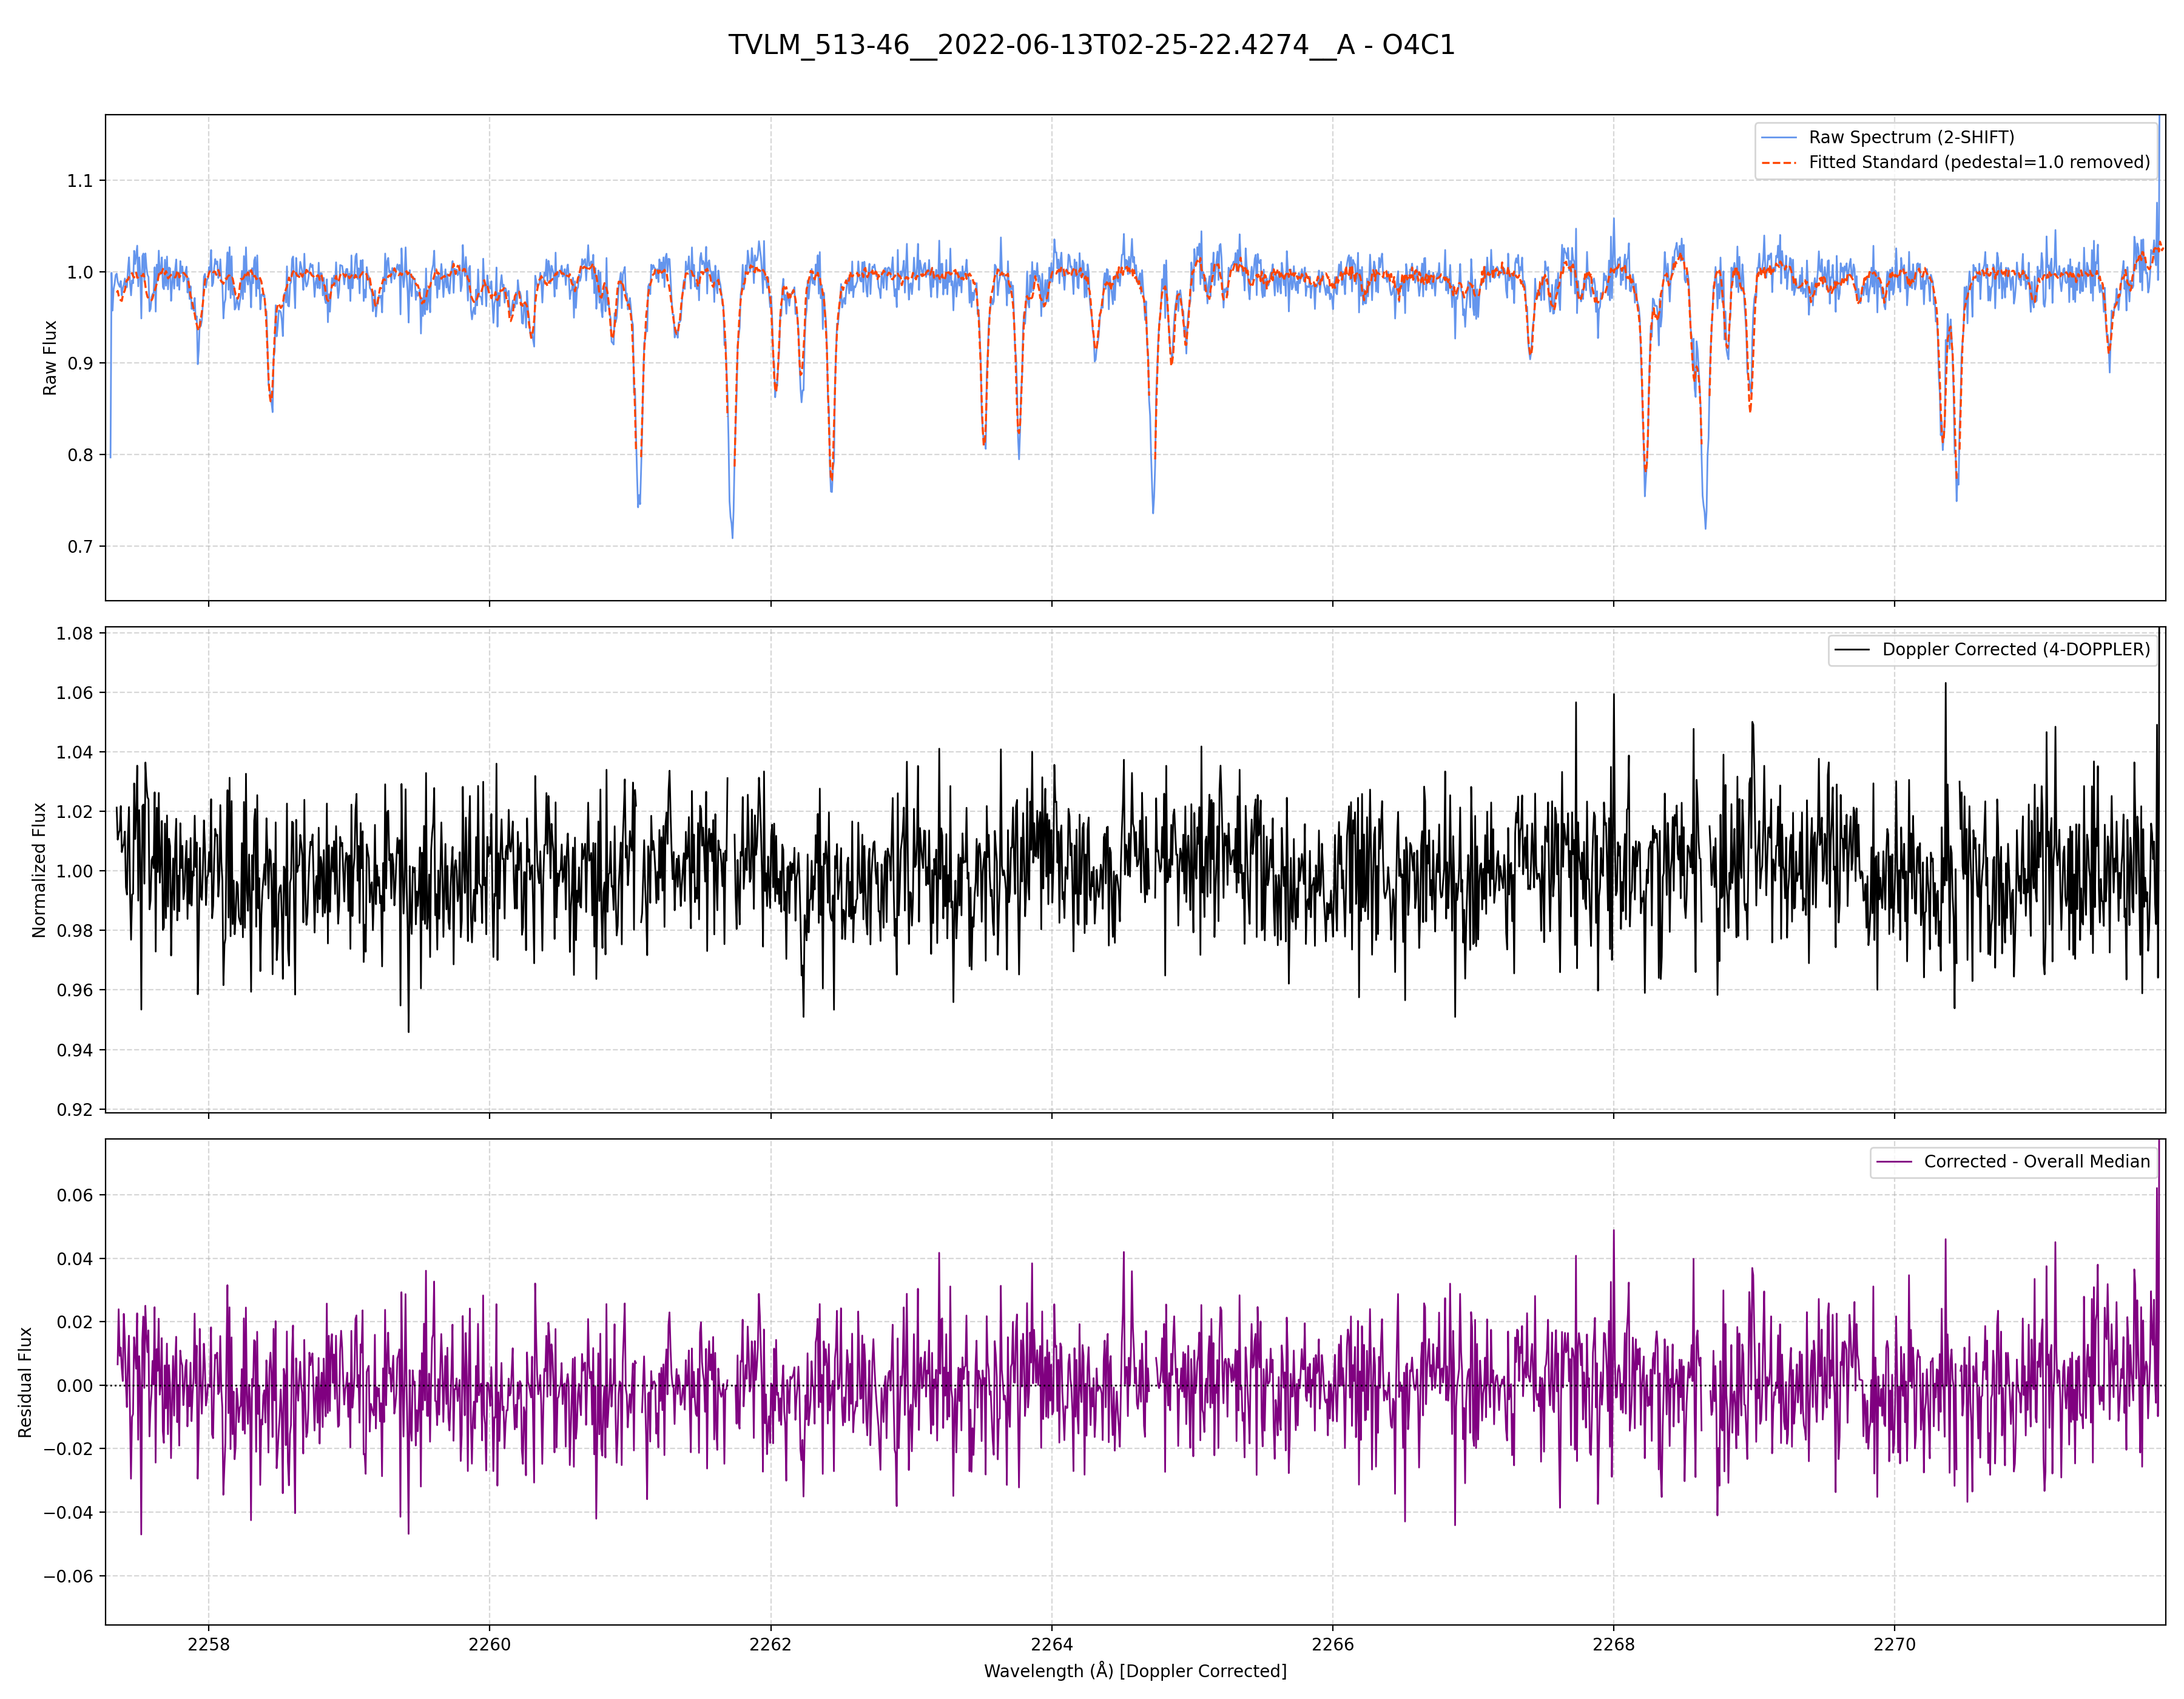 TVLM_513-46__2022-06-13T02-25-22.4274__A - O4C1
Raw Spectrum (2-SHIFT)
Fitted Standard (pedestal=1.0 removed)
1.1
1.0
0.9
0.8
0.7
Raw Flux
Doppler Corrected (4-DOPPLER)
1.08
1.06
1.04
1.02
1.00
0.98
0.96
0.94
0.92
Normalized Flux
Corrected - Overall Median
0.06
0.04
0.02
0.00
−0.02
−0.04
−0.06
Residual Flux
2258 2260 2262 2264 2266 2268 2270
Wavelength (Å) [Doppler Corrected]